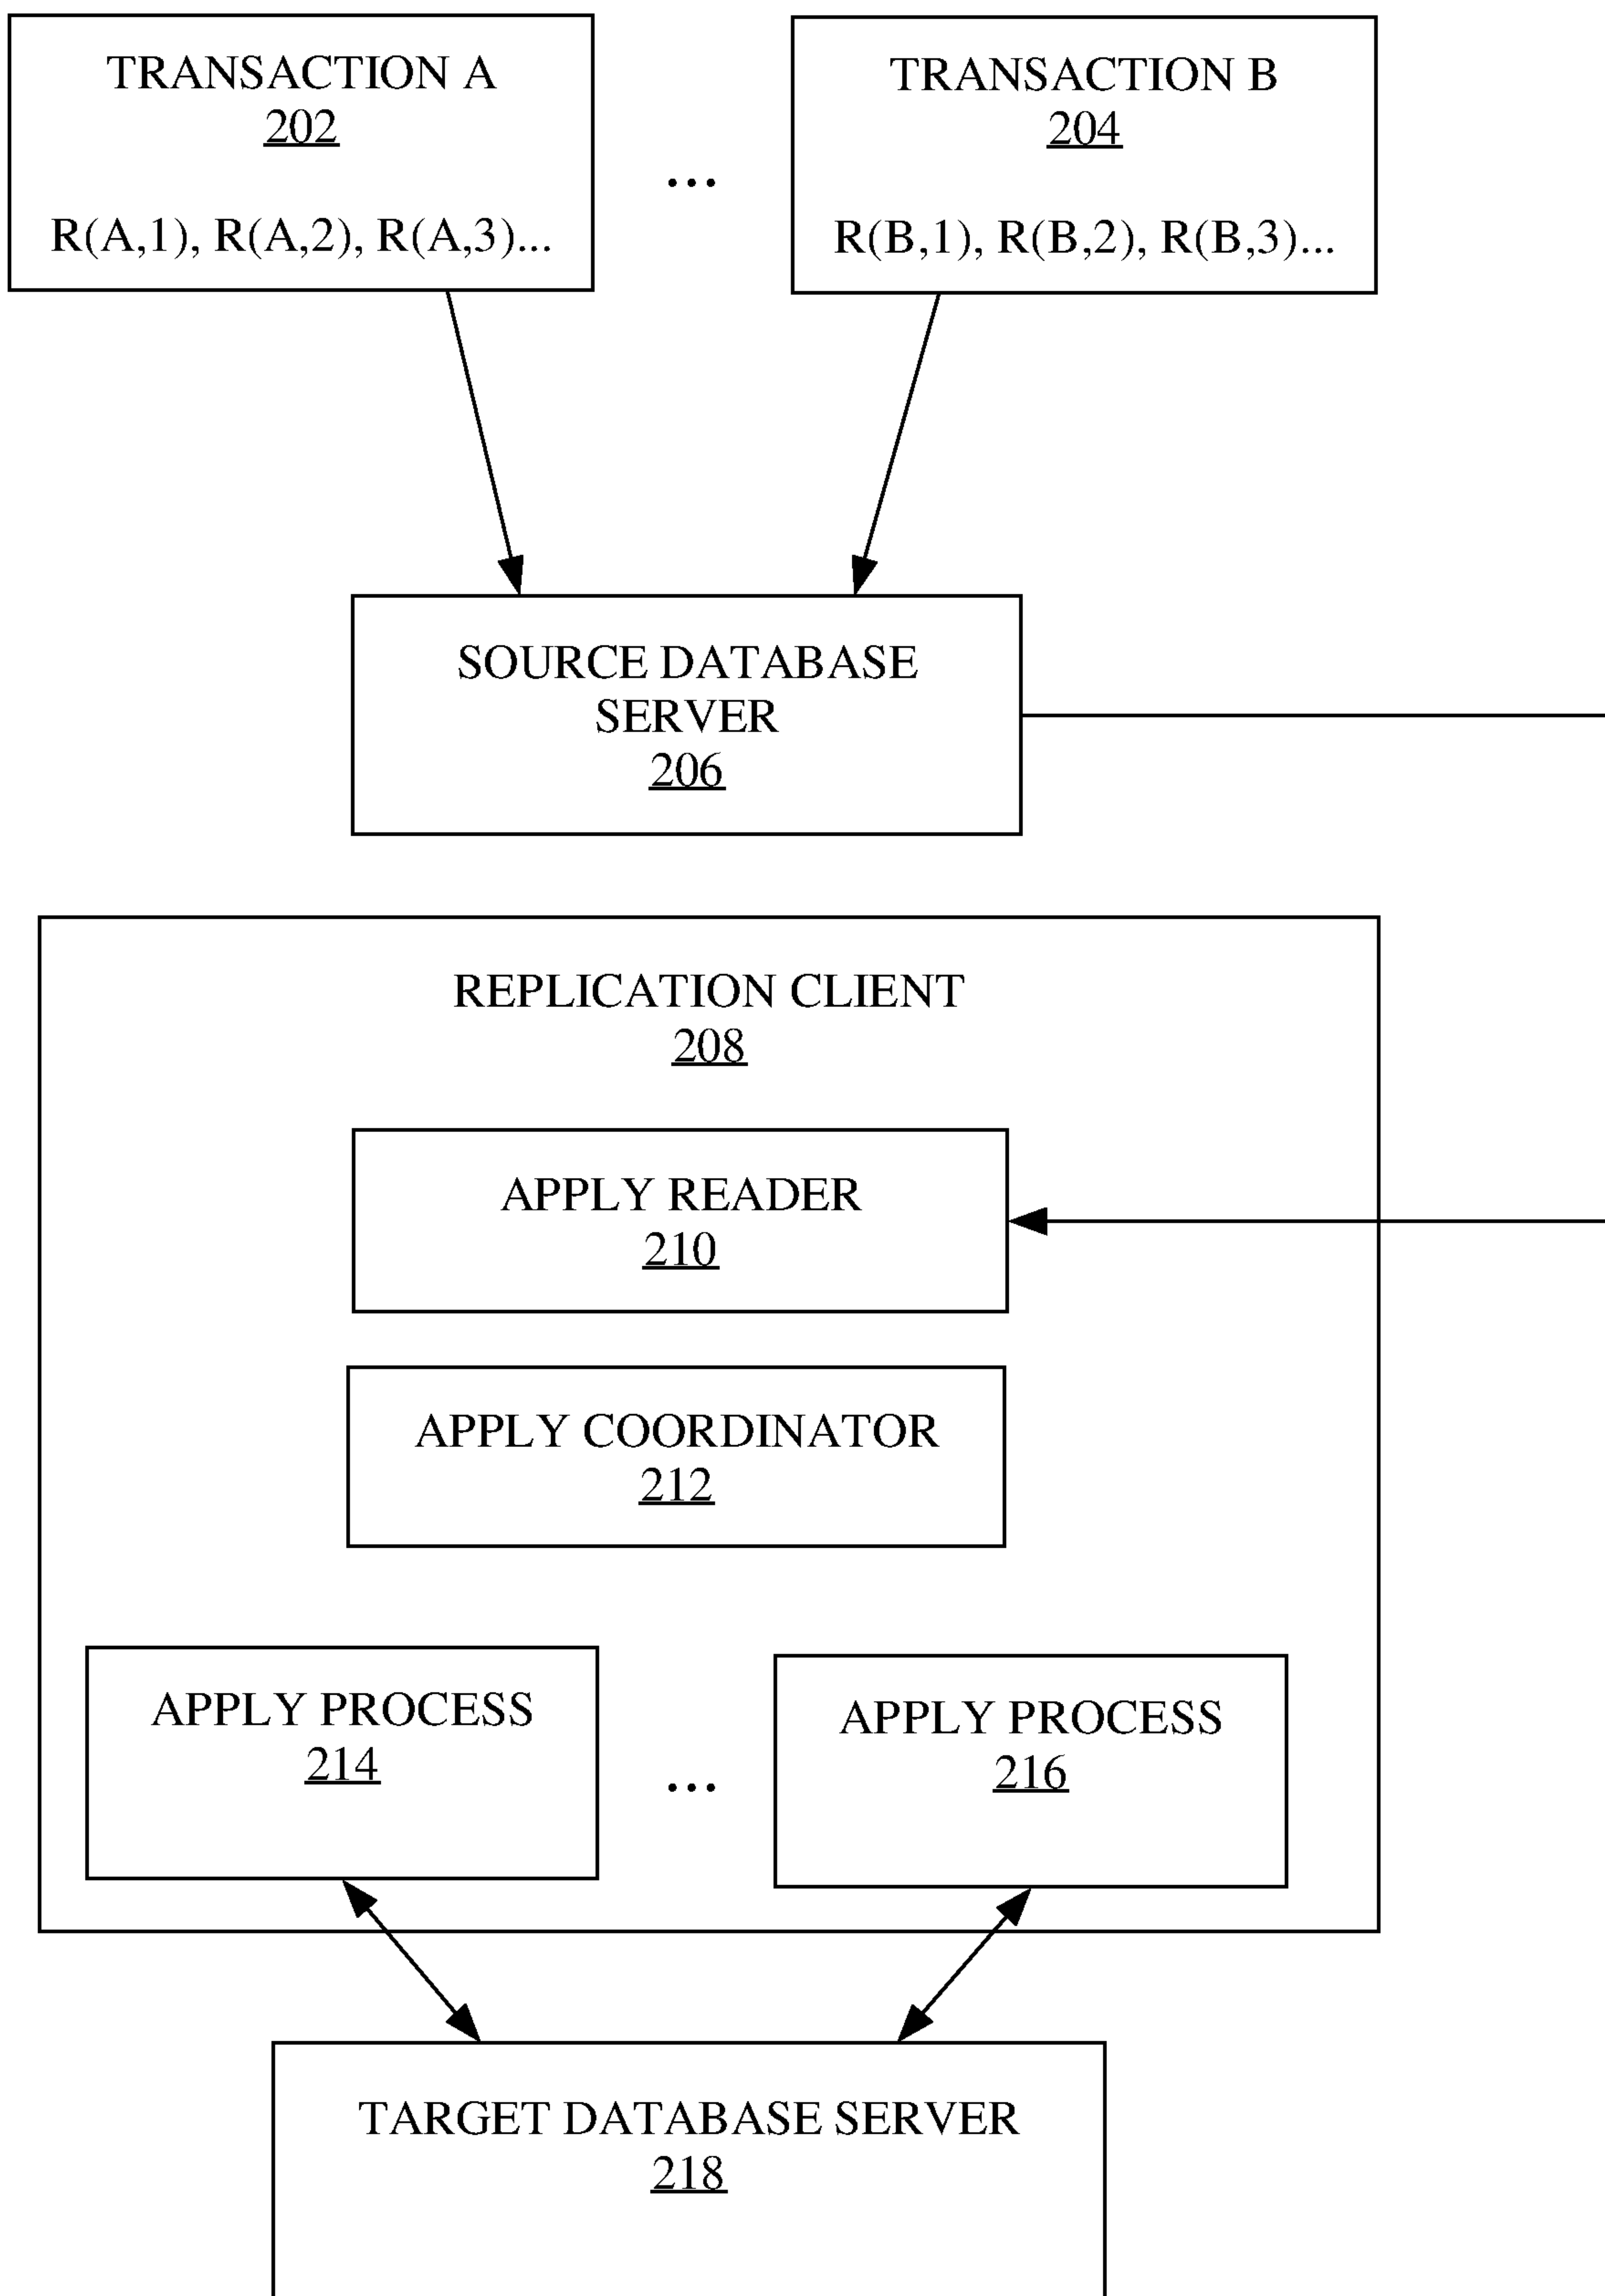 TRANSACTION A
202
R(A,1), R(A,2), R(A,3)...
...
TRANSACTION B
204
R(B,1), R(B,2), R(B,3)...
SOURCE DATABASE
SERVER
206
REPLICATION CLIENT
208
APPLY READER
210
APPLY COORDINATOR
212
APPLY PROCESS
214
...
APPLY PROCESS
216
TARGET DATABASE SERVER
218